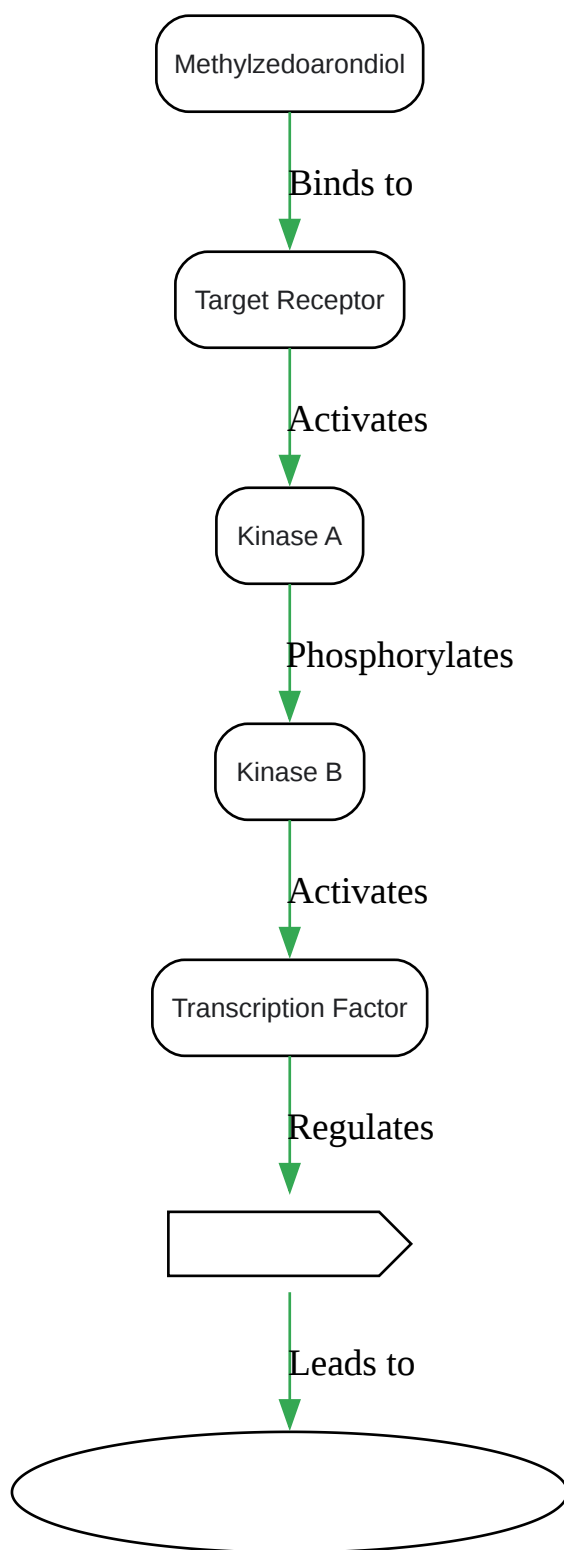 Methylzedoarondiol
Binds to
Target Receptor
Activates
Kinase A
Phosphorylates
Kinase B
Activates
Transcription Factor
Regulates
Leads to